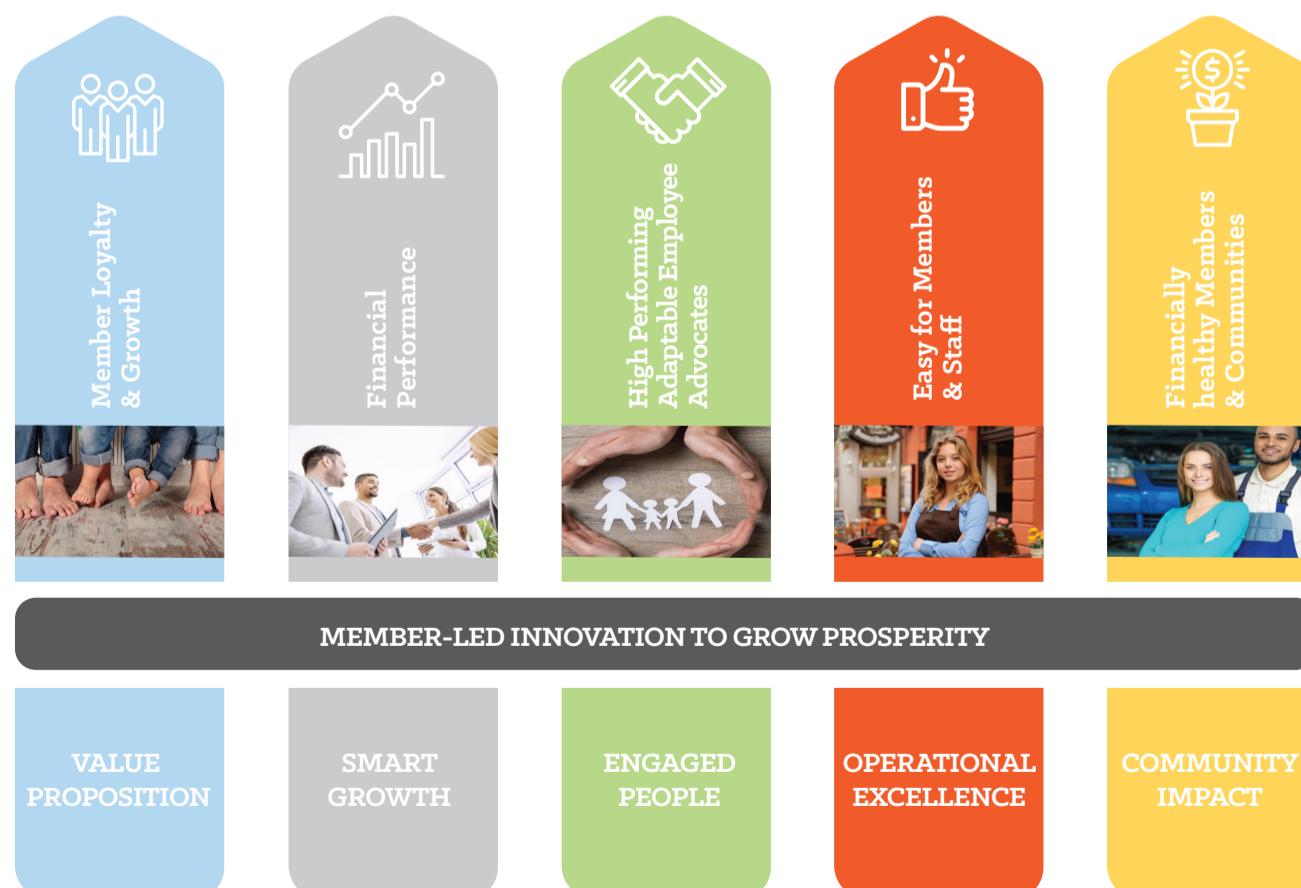 Member Loyalty
& Growth
Financial
Performance
High Performing
Adaptable Employee
Advocates
Easy for Members
& Staff
Financially
healthy Members
& Communities
MEMBER-LED INNOVATION TO GROW PROSPERITY
VALUE
PROPOSITION
SMART
GROWTH
ENGAGED
PEOPLE
OPERATIONAL
EXCELLENCE
COMMUNITY
IMPACT